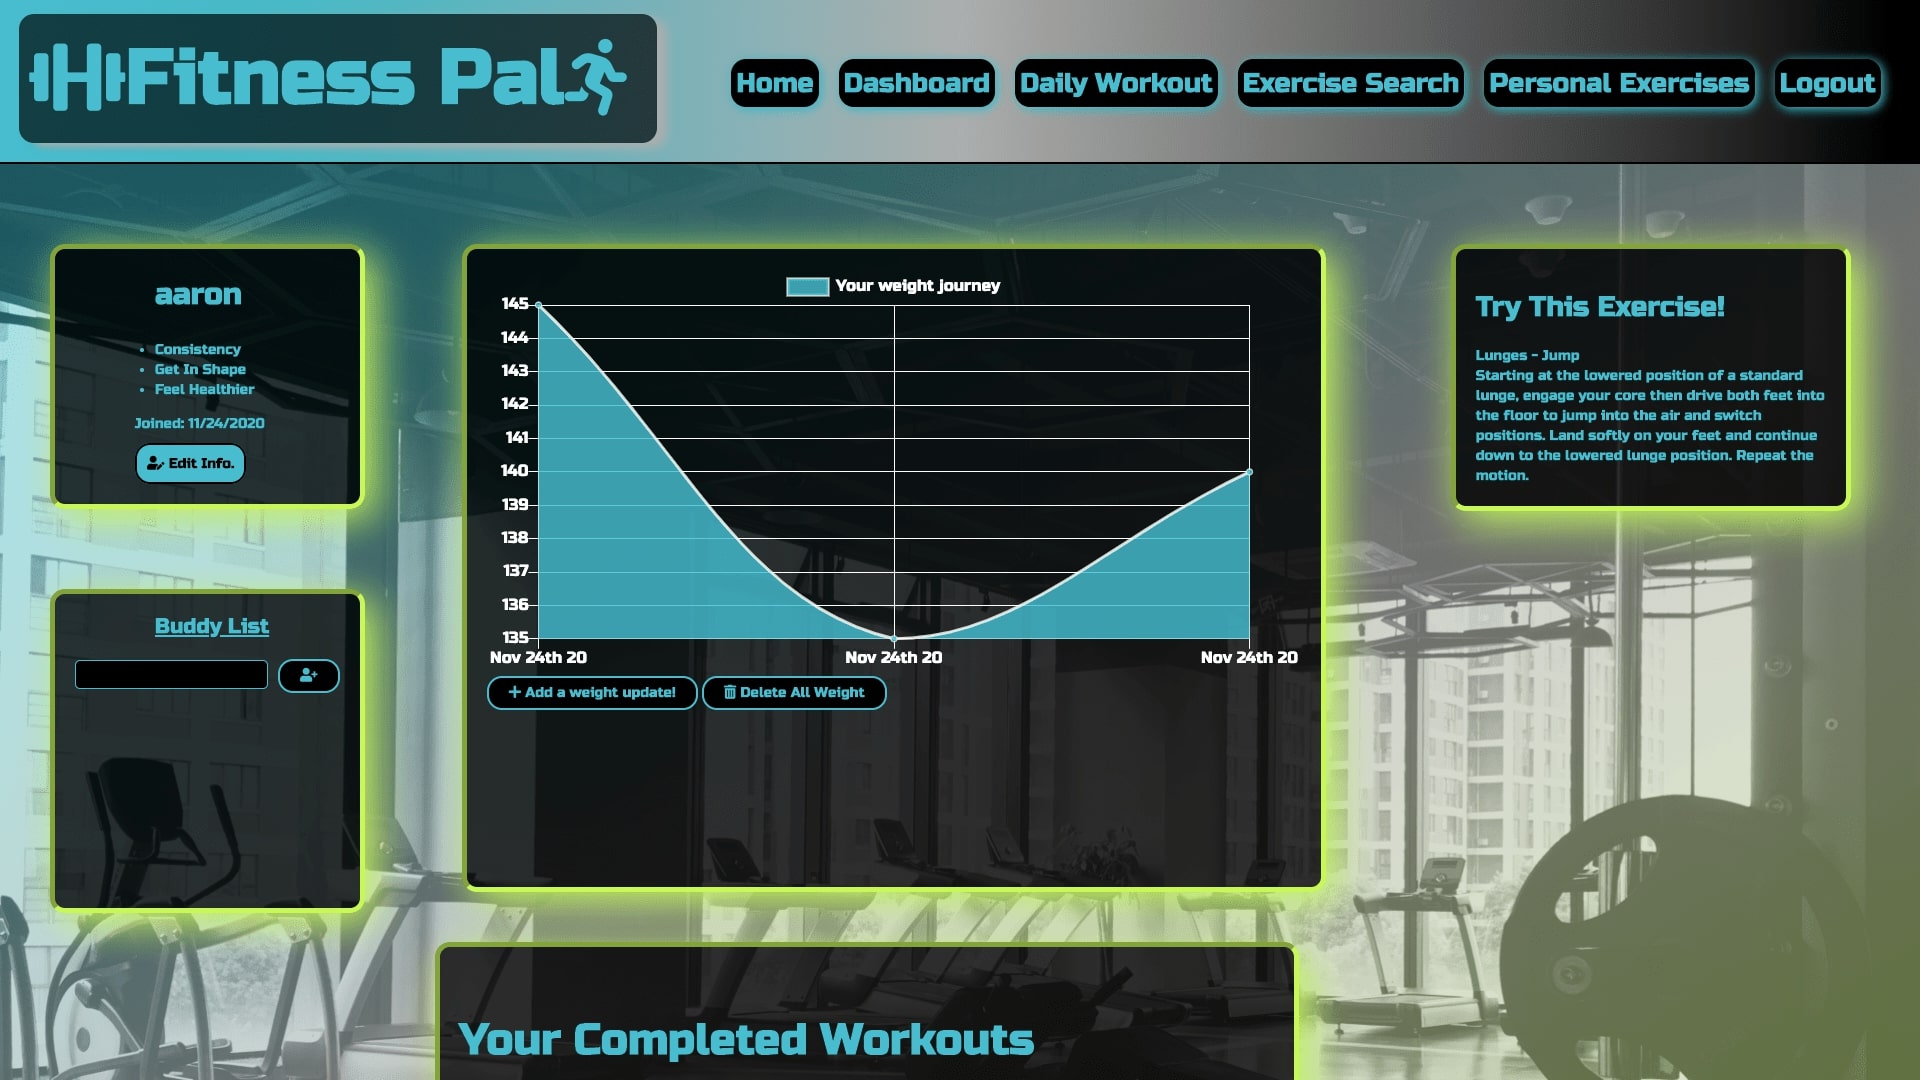 Fitness Pal
Home
Dashboard
Daily Workout
Exercise Search
Personal Exercises
Logout
aaron
Consistency
Get In Shape
Feel Healthier
Joined: 11/24/2020
Edit Info.
Buddy List
Your weight journey
145
144
143
142
141
140
139
138
137
136
135
Nov 24th 20
Nov 24th 20
Nov 24th 20
Add a weight update!
Delete All Weight
Try This Exercise!
Lunges - Jump
Starting at the lowered position of a standard
lunge, engage your core then drive both feet into
the floor to jump into the air and switch
positions. Land softly on your feet and continue
down to the lowered lunge position. Repeat the
motion.
Your Completed Workouts